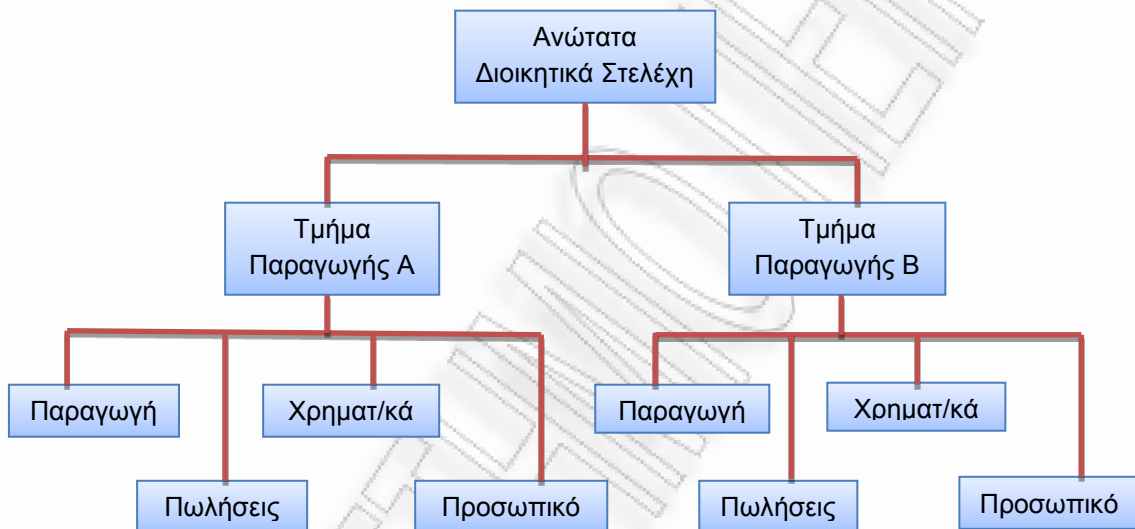 Ανώτατα
Διοικητικά Στελέχη
Τμήμα
Παραγωγής Α
Τμήμα
Παραγωγής Β
Παραγωγή
Χρηματ/κά
Παραγωγή
Χρηματ/κά
Πωλήσεις
Προσωπικό
Πωλήσεις
Προσωπικό